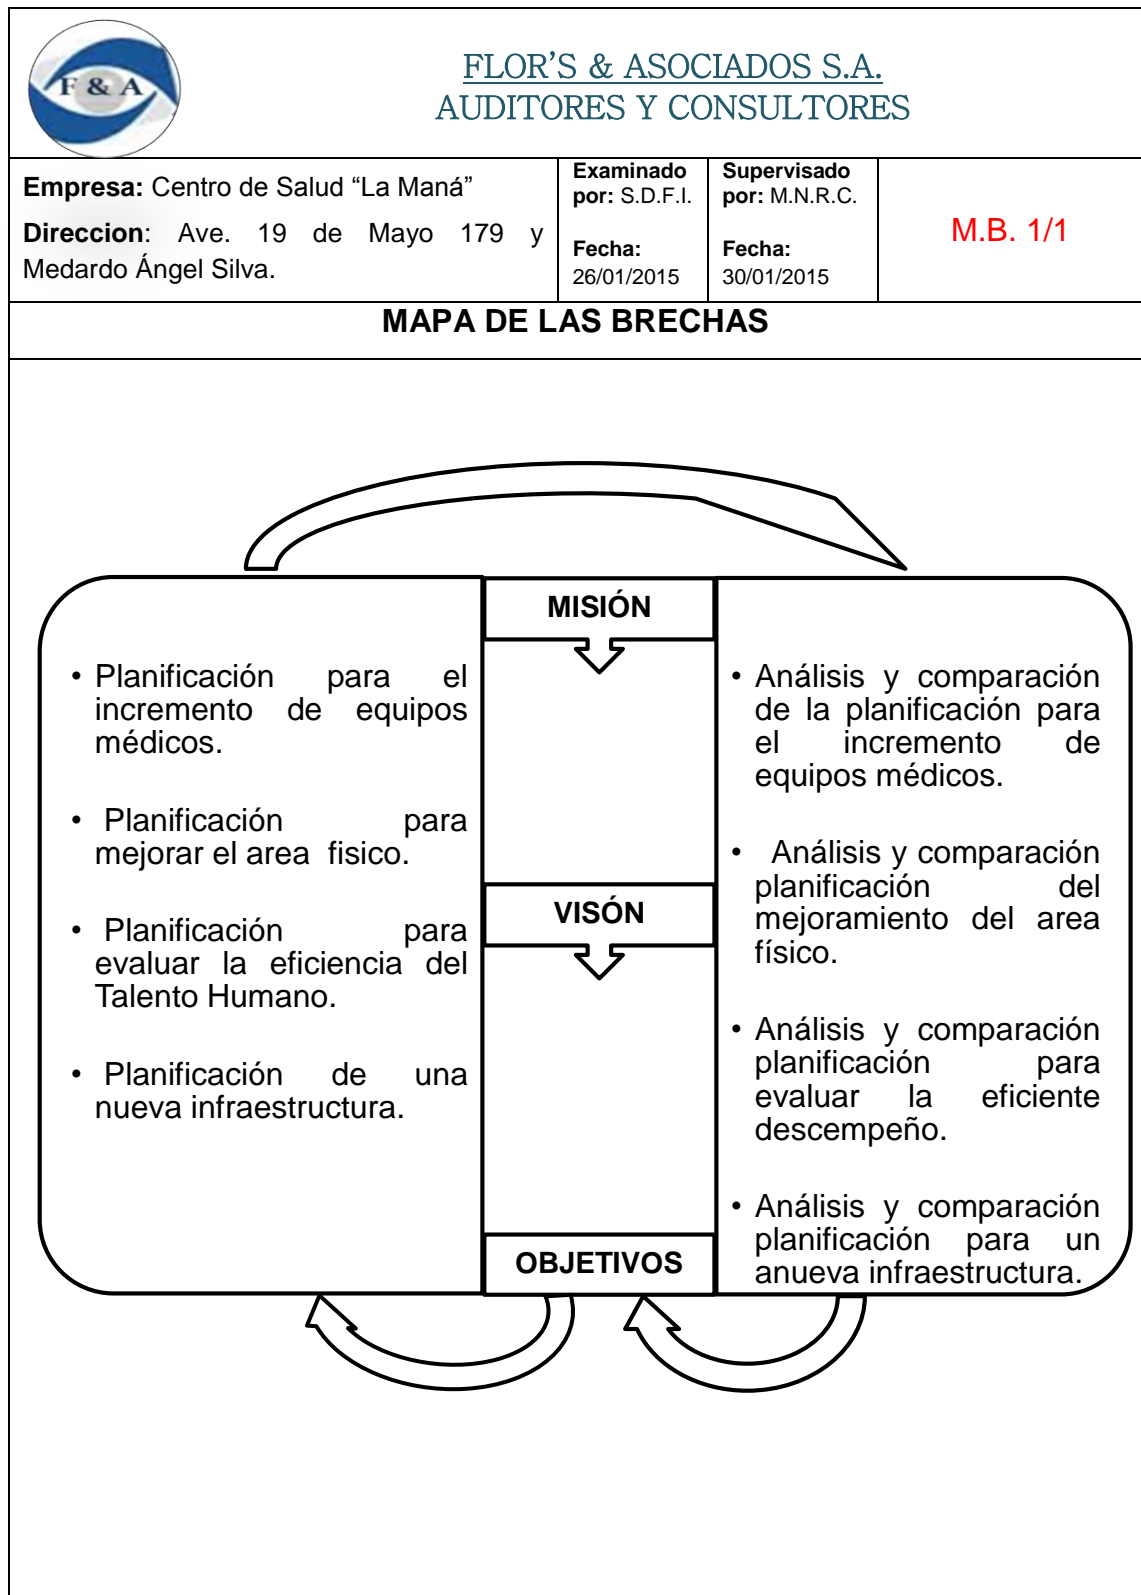 F & A
FLOR’S & ASOCIADOS S.A.
AUDITORES Y CONSULTORES
Empresa: Centro de Salud “La Maná”
Direccion: Ave. 19 de Mayo 179 y
Medardo Ángel Silva.
Examinado
por: S.D.F.I.
Fecha:
26/01/2015
Supervisado
por: M.N.R.C.
Fecha:
30/01/2015
M.B. 1/1
MAPA DE LAS BRECHAS
• Planificación para el
incremento de equipos
médicos.
• Planificación para
mejorar el area fisico.
• Planificación para
evaluar la eficiencia del
Talento Humano.
• Planificación de una
nueva infraestructura.
MISIÓN
VISÓN
OBJETIVOS
• Análisis y comparación
de la planificación para
el incremento de
equipos médicos.
• Análisis y comparación
planificación del
mejoramiento del area
físico.
• Análisis y comparación
planificación para
evaluar la eficiente
descempeño.
• Análisis y comparación
planificación para un
anueva infraestructura.